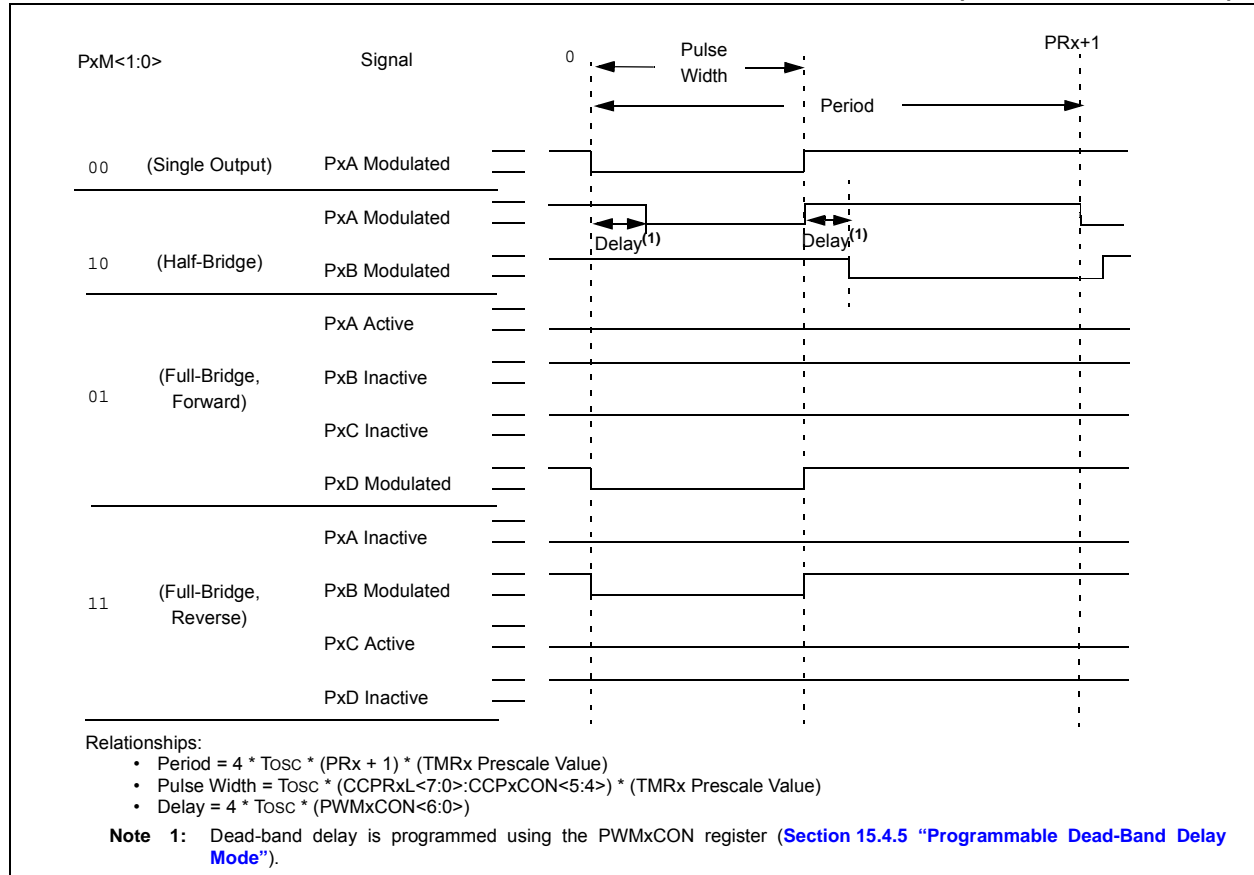 PxM<1:0> Signal 0 Pulse Width PRx+1
Period
00 (Single Output) PxA Modulated
PxA Modulated
Delay(1) Delay(1)
10 (Half-Bridge) PxB Modulated
PxA Active
(Full-Bridge, PxB Inactive
01 Forward)
PxC Inactive
PxD Modulated
PxA Inactive
(Full-Bridge, PxB Modulated
11 Reverse)
PxC Active
PxD Inactive
Relationships:
• Period = 4 * TOSC * (PRx + 1) * (TMRx Prescale Value)
• Pulse Width = TOSC * (CCPRxL<7:0>:CCPxCON<5:4>) * (TMRx Prescale Value)
• Delay = 4 * TOSC * (PWMxCON<6:0>)
Note 1: Dead-band delay is programmed using the PWMxCON register (Section 15.4.5 “Programmable Dead-Band Delay
Mode”).